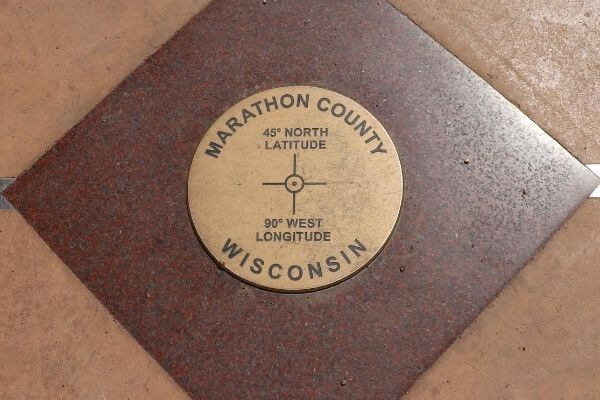 MARATHON COUNTY
45° NORTH
LATITUDE
90° WEST
LONGITUDE
WISCONSIN